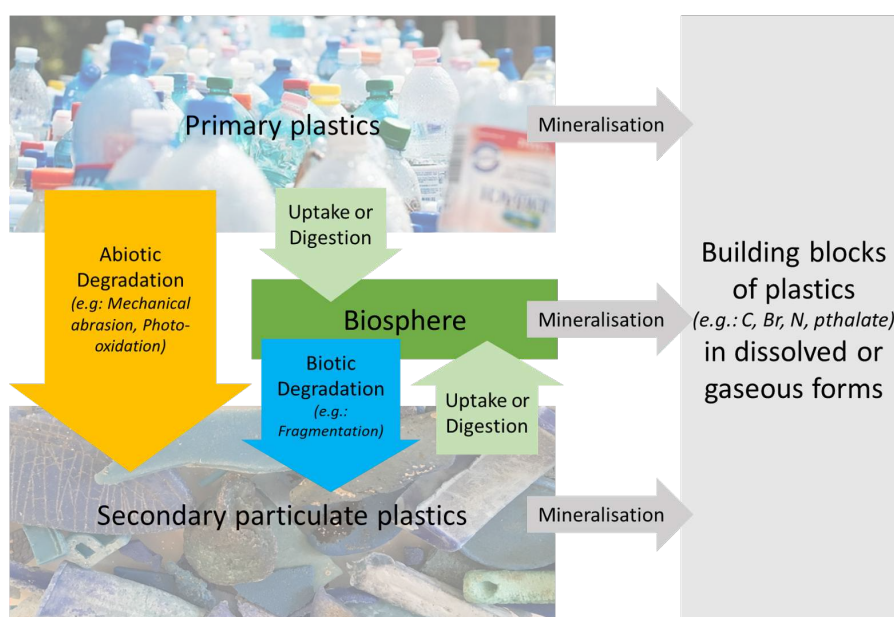 Primary plastics
Mineralisation
Abiotic
Degradation
(e.g: Mechanical
abrasion, Photo-
oxidation)
Uptake or
Digestion
Biosphere
Mineralisation
Biotic
Degradation
(e.g.:
Fragmentation)
Uptake or
Digestion
Secondary particulate plastics
Mineralisation
Building blocks
of plastics
(e.g.: C, Br, N, pthalate)
in dissolved or
gaseous forms